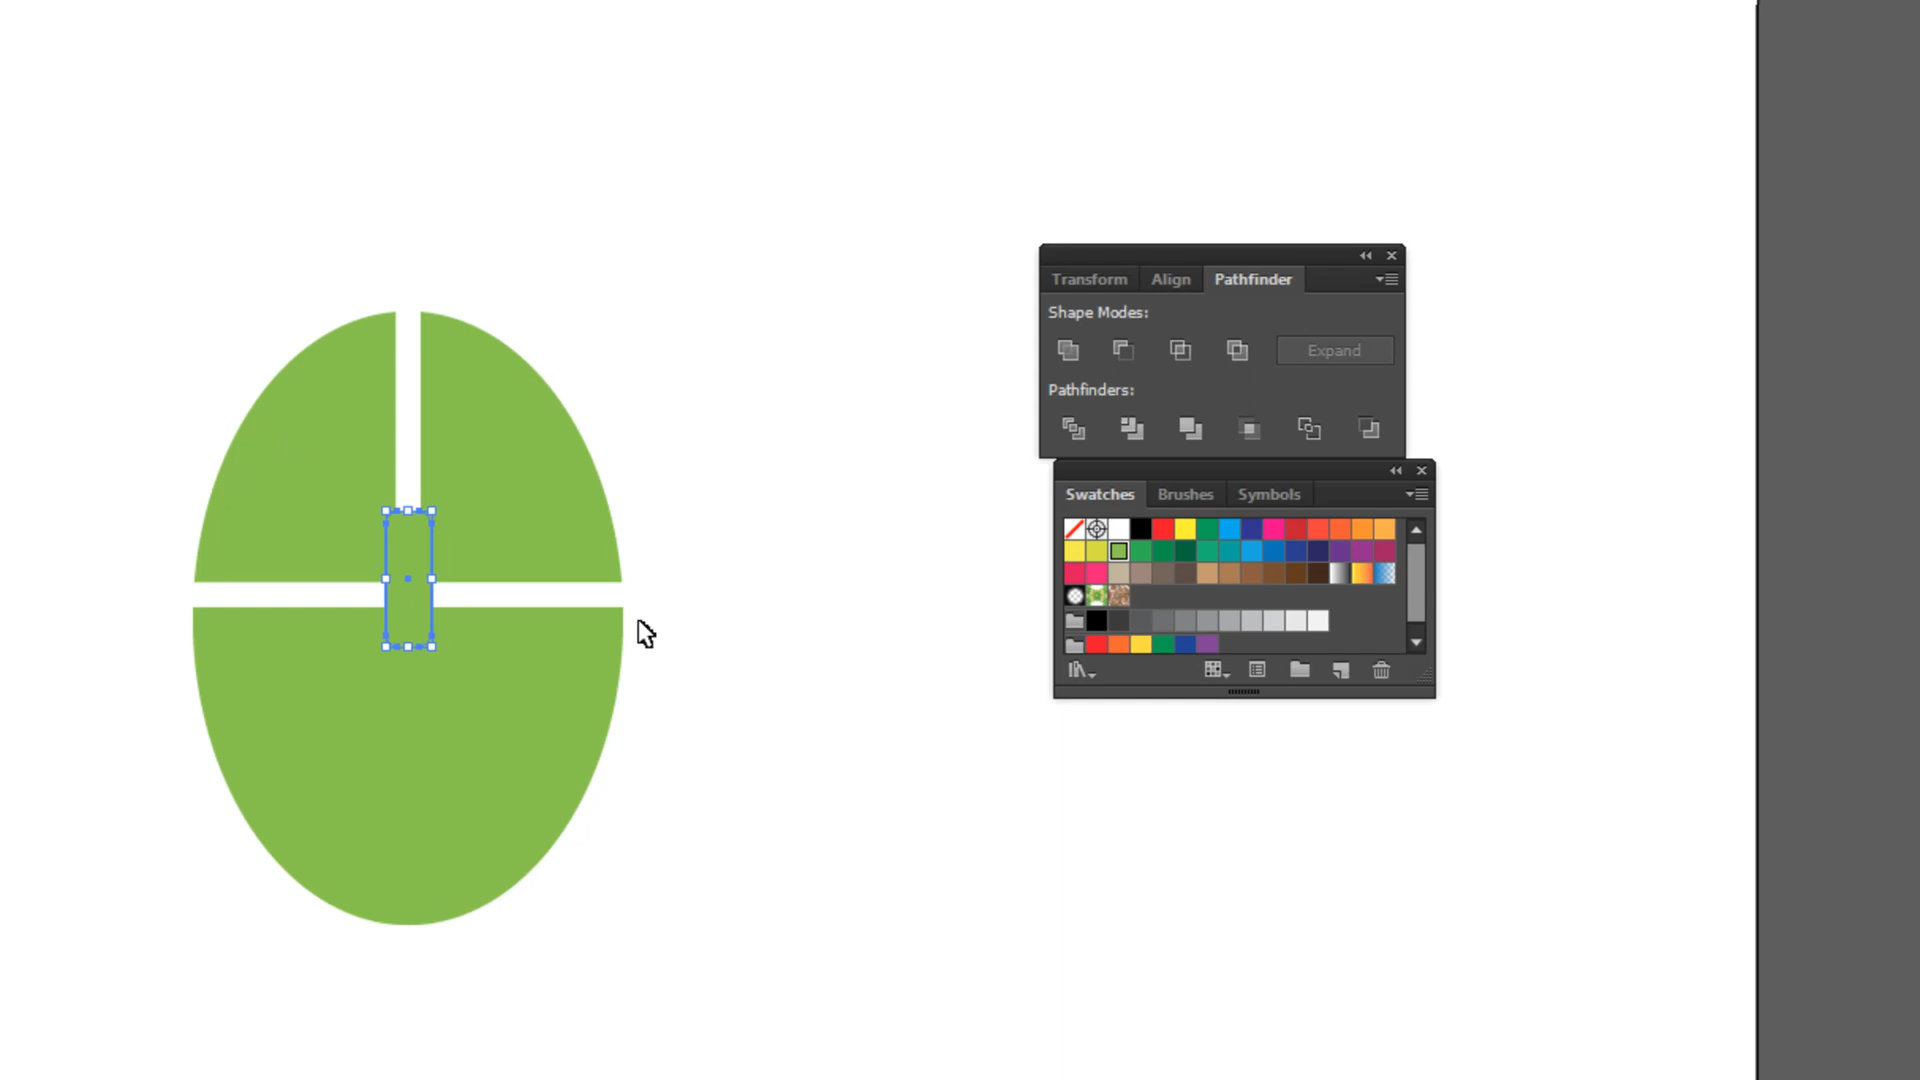 Transform Align Pathfinder
Shape Modes:
Expand
Pathfinders:
Swatches Brushes Symbols